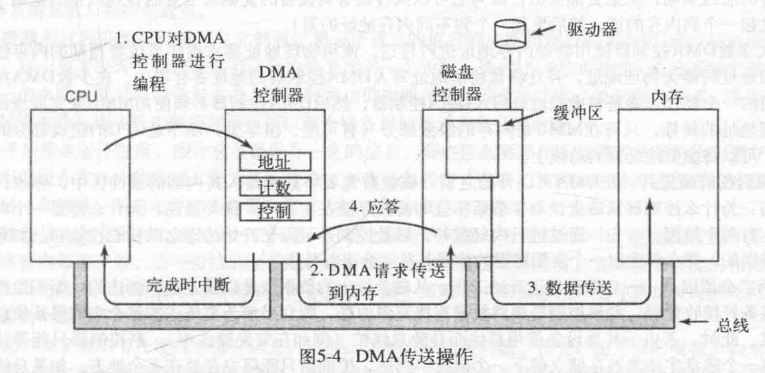 1. CPU对DMA
控制器进行
编程
CPU
DMA
控制器
磁盘
控制器
驱动器
缓冲区
内存
地址
计数
控制
4. 应答
完成时中断
2. DMA请求传送
到内存
3. 数据传送
总线
图5-4 DMA传送操作